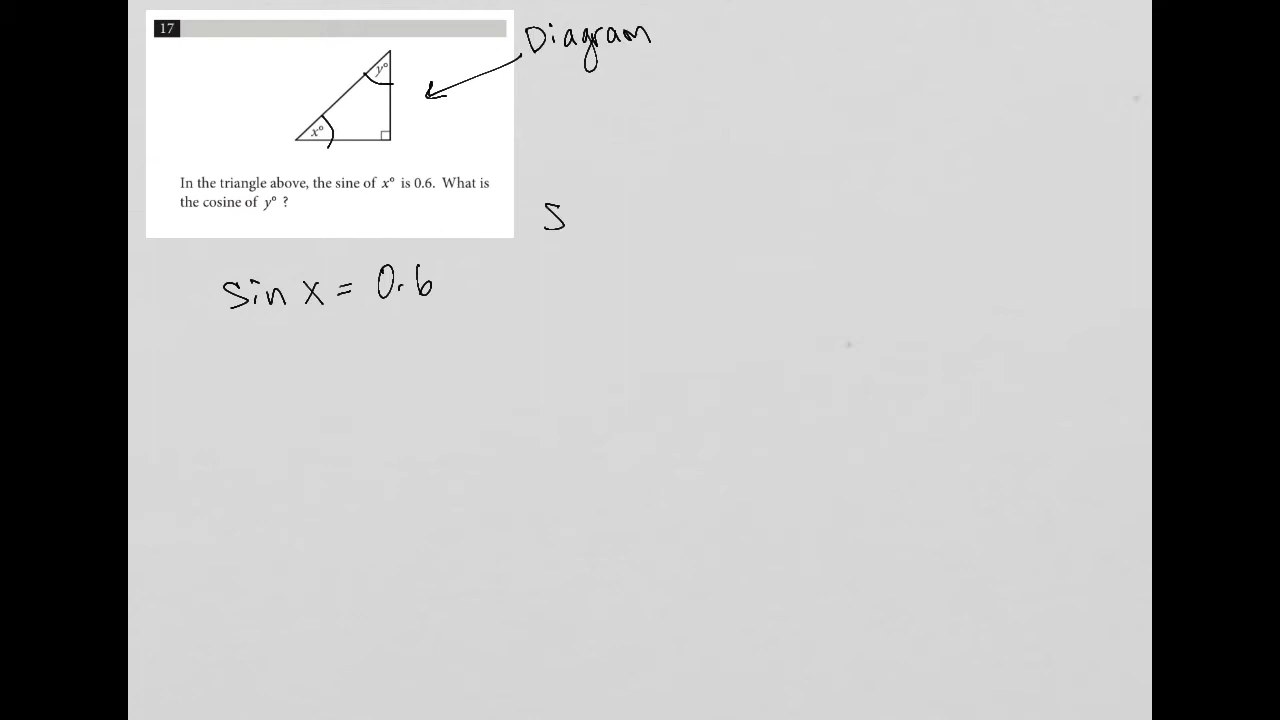 17
Diagram
y°
x°
In the triangle above, the sine of x° is 0.6. What is
the cosine of y° ?
S
sin x = 0.6